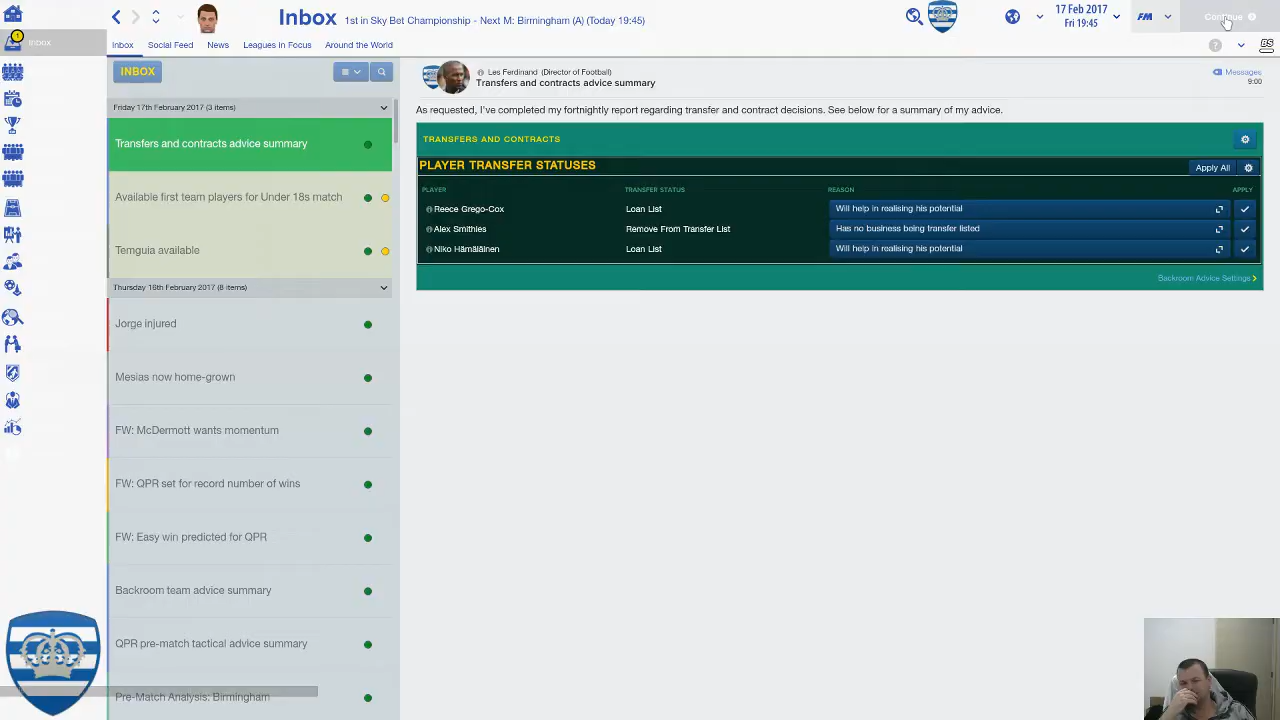 Inbox
1st in Sky Bet Championship - Next M: Birmingham (A) (Today 19:45)
17 Feb 2017
Fri 19:45
FM
Continue
1
Inbox
Inbox
Social Feed
News
Leagues in Focus
Around the World
?
INBOX
Les Ferdinand (Director of Football)
Transfers and contracts advice summary
Messages
9:00
Friday 17th February 2017 (3 items)
Transfers and contracts advice summary
Available first team players for Under 18s match
Temguia available
Thursday 16th February 2017 (8 items)
Jorge injured
Mesias now home-grown
FW: McDermott wants momentum
FW: QPR set for record number of wins
FW: Easy win predicted for QPR
Backroom team advice summary
QPR pre-match tactical advice summary
Pre-Match Analysis: Birmingham
As requested, I've completed my fortnightly report regarding transfer and contract decisions. See below for a summary of my advice.
TRANSFERS AND CONTRACTS
PLAYER TRANSFER STATUSES
Apply All
PLAYER TRANSFER STATUS REASON APPLY
Reece Grego-Cox Loan List Will help in realising his potential
Alex Smithies Remove From Transfer List Has no business being transfer listed
Niko Hämäläinen Loan List Will help in realising his potential
Backroom Advice Settings